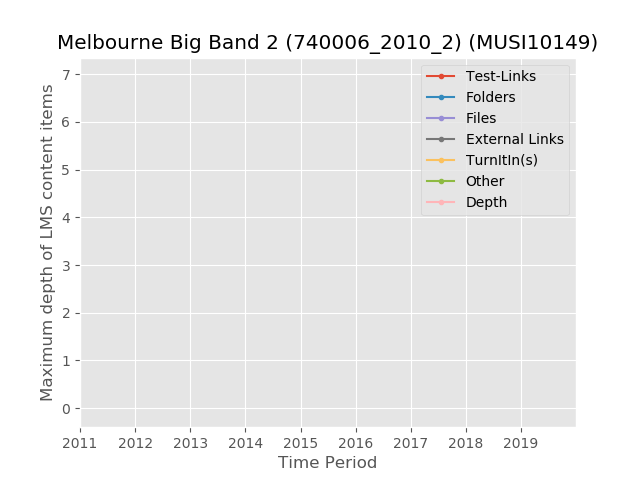 Melbourne Big Band 2 (740006_2010_2) (MUSI10149)
Maximum depth of LMS content items
7
6
5
4
3
2
1
0
Test-Links
Folders
Files
External Links
TurnItIn(s)
Other
Depth
2011 2012 2013 2014 2015 2016 2017 2018 2019
Time Period